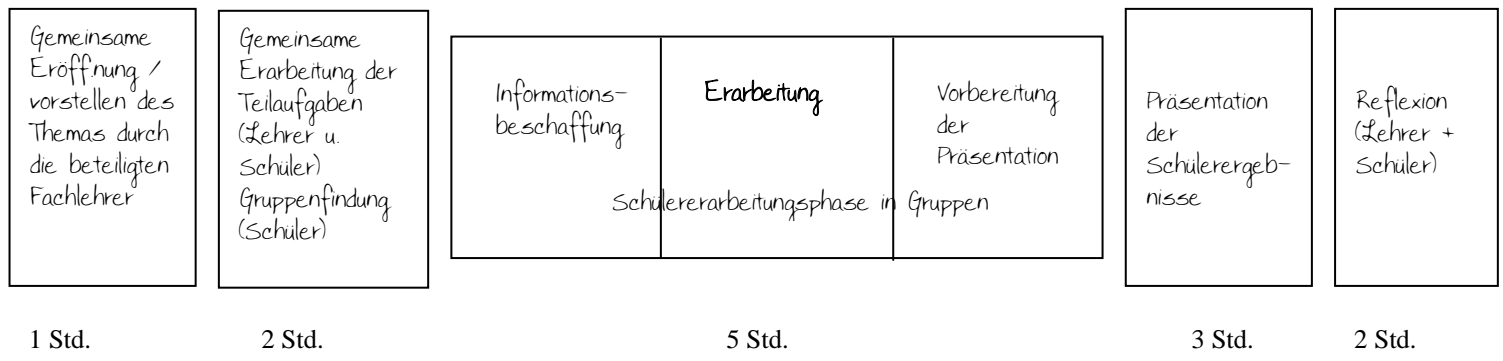 Gemeinsame
Eröffnung /
vorstellen des
Themas durch
die beteiligten
Fachlehrer
Gemeinsame
Erarbeitung der
Teilaufgaben
(Lehrer u.
Schüler)
Gruppenfindung
(Schüler)
Informations-
beschaffung
Erarbeitung
Vorbereitung
der
Präsentation
Schülererarbeitungsphase in Gruppen
Präsentation
der
Schülerergeb-
nisse
Reflexion
(Lehrer +
Schüler)
1 Std.
2 Std.
5 Std.
3 Std.
2 Std.